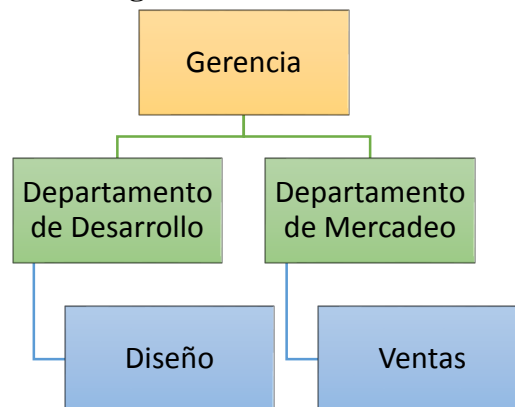 Gerencia
Departamento
de Desarrollo
Departamento
de Mercadeo
Diseño
Ventas